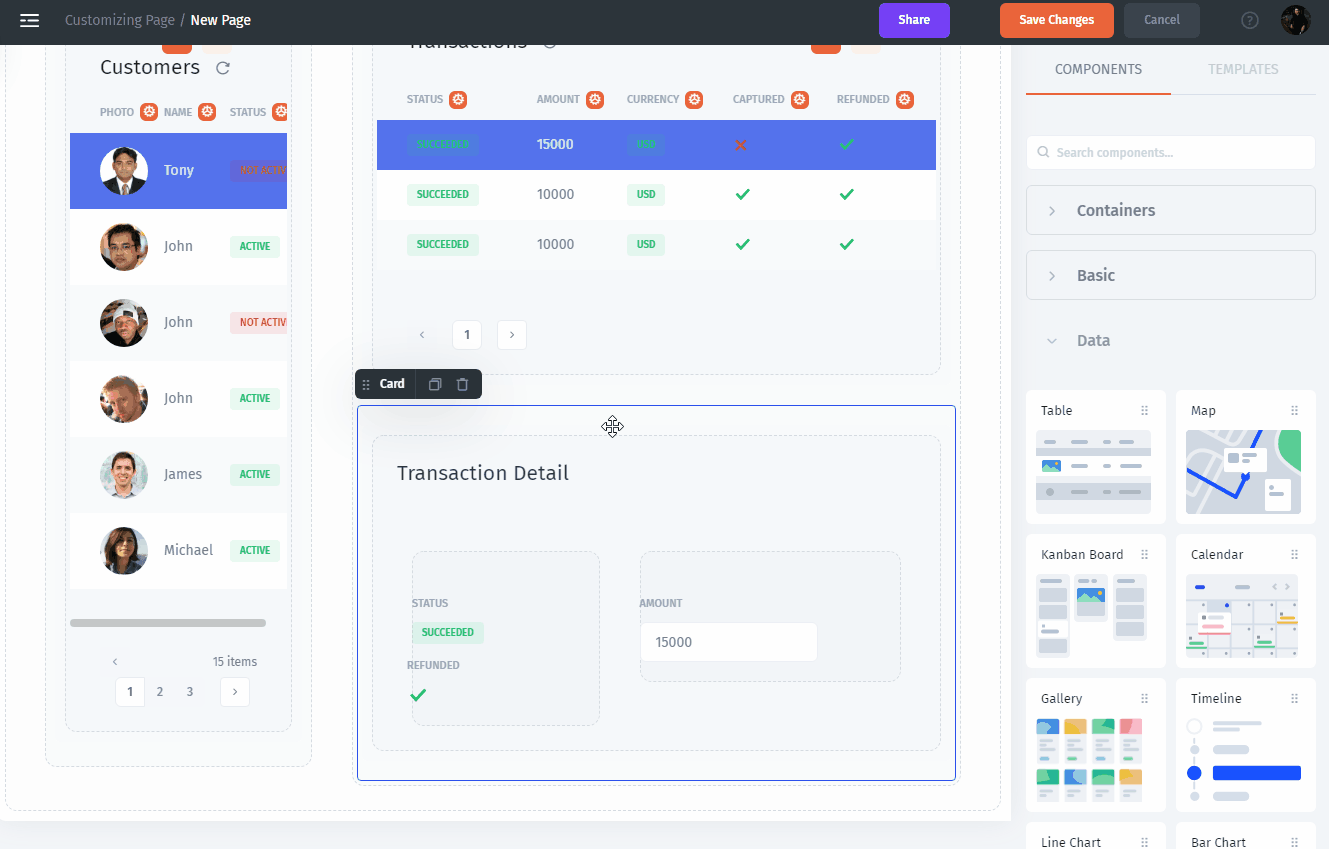 Customizing Page / New Page
Share
Save Changes
Cancel
?
Customers
PHOTO NAME STATUS
Tony
John ACTIVE
John NOT ACTIV
John ACTIVE
James ACTIVE
Michael ACTIVE
15 items
1 2 3
Transactions
STATUS AMOUNT CURRENCY CAPTURED REFUNDED
SUCCEEDED 15000 USD
SUCCEEDED 10000 USD
SUCCEEDED 10000 USD
1
Card
Transaction Detail
STATUS
SUCCEEDED
REFUNDED
AMOUNT
15000
COMPONENTS TEMPLATES
Search components...
Containers
Basic
Data
Table Map
Kanban Board Calendar
Gallery Timeline
Line Chart Bar Chart